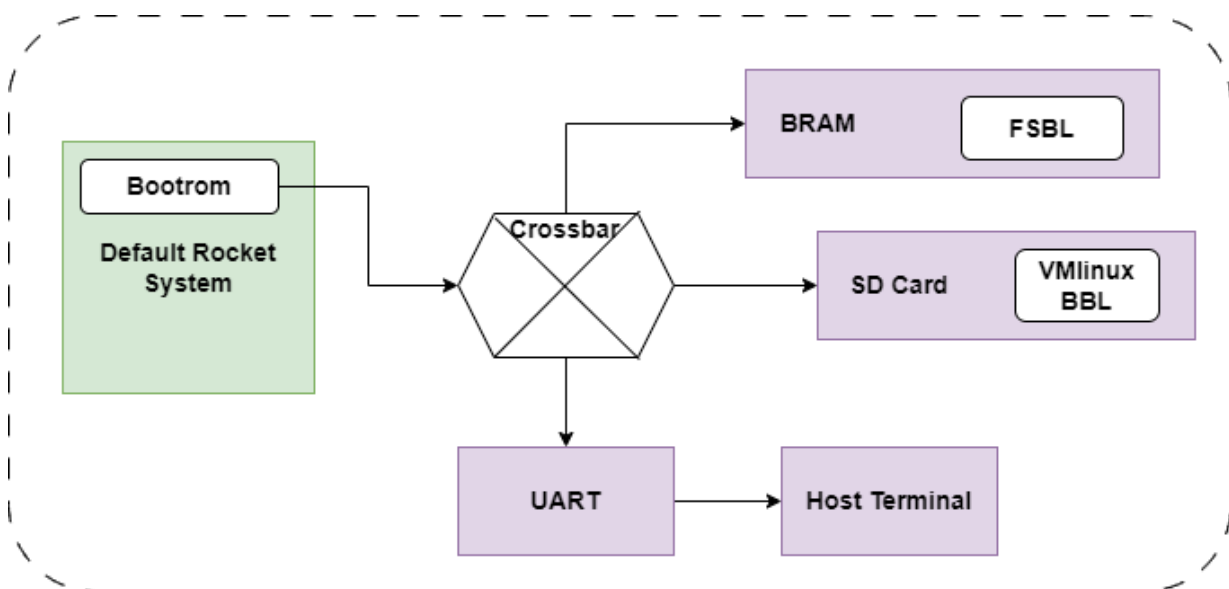 Bootrom
Default Rocket
System
Crossbar
BRAM
FSBL
SD Card
VMlinux
BBL
UART
Host Terminal